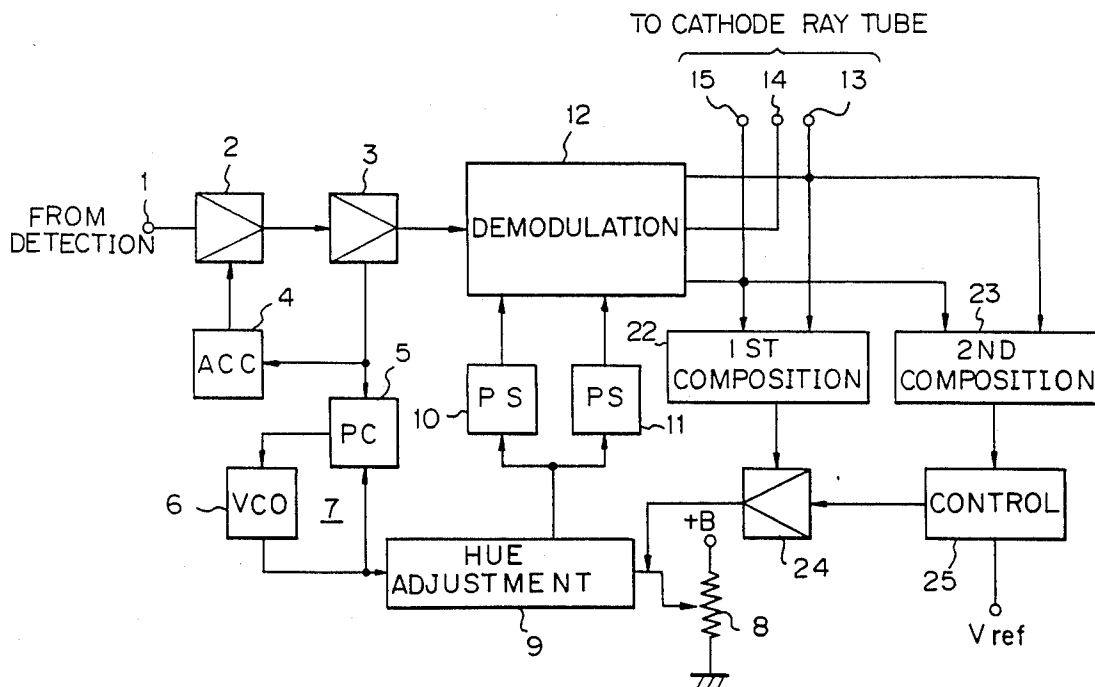 TO CATHODE RAY TUBE
15
14
13
12
2
3
1
FROM
DETECTION
DEMODULATION
4
ACC
5
PC
10
PS
PS
11
22
1ST
COMPOSITION
23
2ND
COMPOSITION
6
VCO
7
HUE
ADJUSTMENT
9
+B
8
24
CONTROL
25
Vref